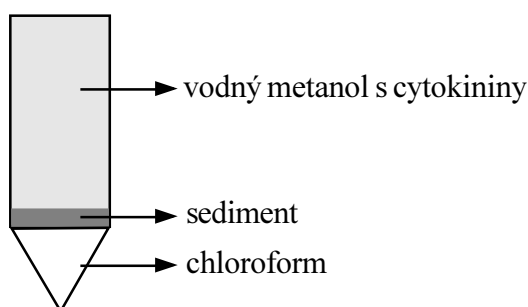 vodný metanol s cytokininy
sediment
chloroform